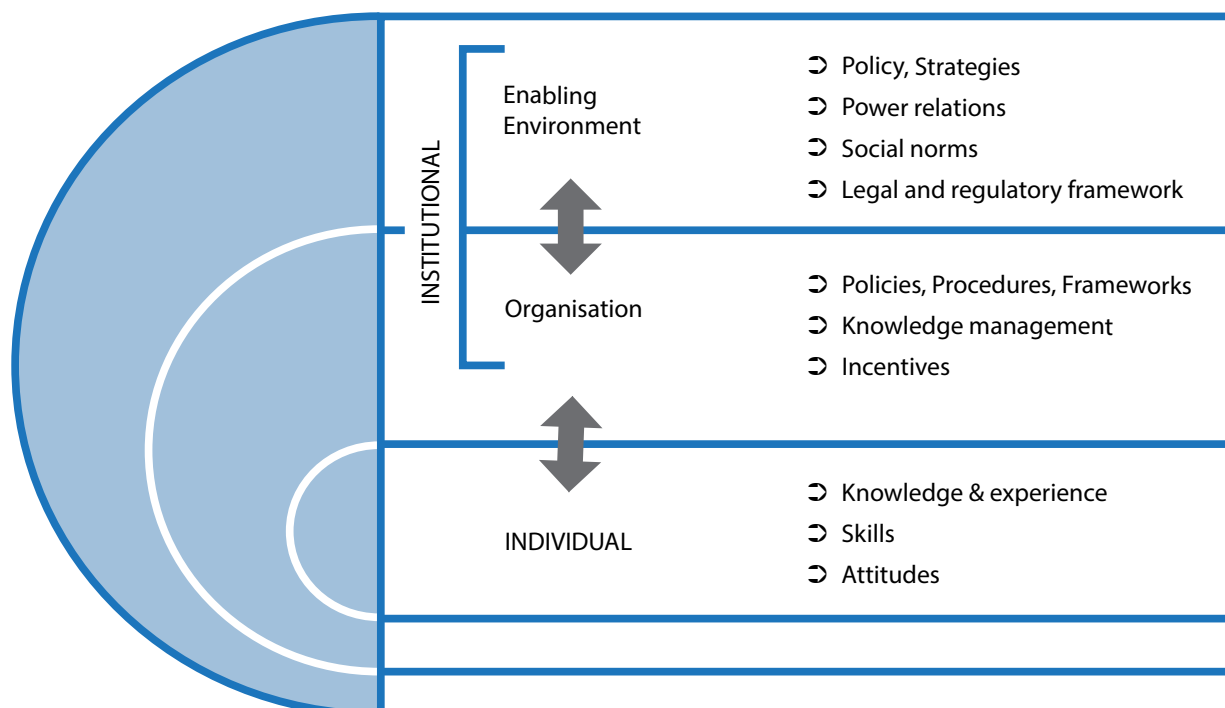 Enabling
Environment
Policy, Strategies
Power relations
Social norms
Legal and regulatory framework
INSTITUTIONAL
Organisation
Policies, Procedures, Frameworks
Knowledge management
Incentives
INDIVIDUAL
Knowledge & experience
Skills
Attitudes